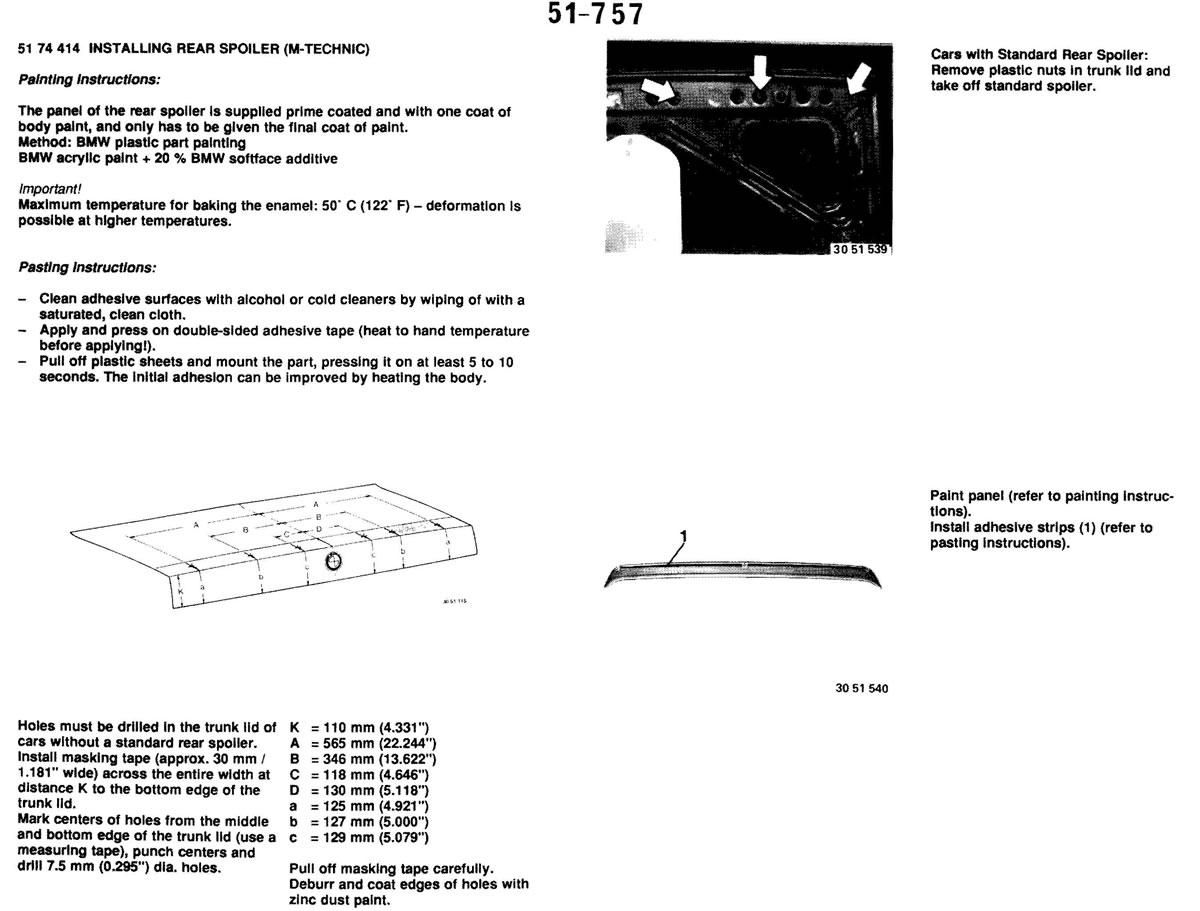 51-757
51 74 414 INSTALLING REAR SPOILER (M-TECHNIC)
Painting Instructions:
The panel of the rear spoiler is supplied prime coated and with one coat of
body paint, and only has to be given the final coat of paint.
Method: BMW plastic part painting
BMW acrylic paint + 20 % BMW softface additive
Important!
Maximum temperature for baking the enamel: 50° C (122° F) – deformation is
possible at higher temperatures.
Pasting Instructions:
– Clean adhesive surfaces with alcohol or cold cleaners by wiping of with a
saturated, clean cloth.
– Apply and press on double-sided adhesive tape (heat to hand temperature
before applying!).
– Pull off plastic sheets and mount the part, pressing it on at least 5 to 10
seconds. The initial adhesion can be improved by heating the body.
30 51 539
Cars with Standard Rear Spoiler:
Remove plastic nuts in trunk lid and
take off standard spoiler.
A
A
B
B
C
D
K
a
b
c
c
b
a
30 51 115
1
30 51 540
Paint panel (refer to painting instruc-
tions).
Install adhesive strips (1) (refer to
pasting instructions).
Holes must be drilled in the trunk lid of
cars without a standard rear spoiler.
Install masking tape (approx. 30 mm /
1.181" wide) across the entire width at
distance K to the bottom edge of the
trunk lid.
Mark centers of holes from the middle
and bottom edge of the trunk lid (use a
measuring tape), punch centers and
drill 7.5 mm (0.295") dia. holes.
K = 110 mm (4.331")
A = 565 mm (22.244")
B = 346 mm (13.622")
C = 118 mm (4.646")
D = 130 mm (5.118")
a = 125 mm (4.921")
b = 127 mm (5.000")
c = 129 mm (5.079")
Pull off masking tape carefully.
Deburr and coat edges of holes with
zinc dust paint.